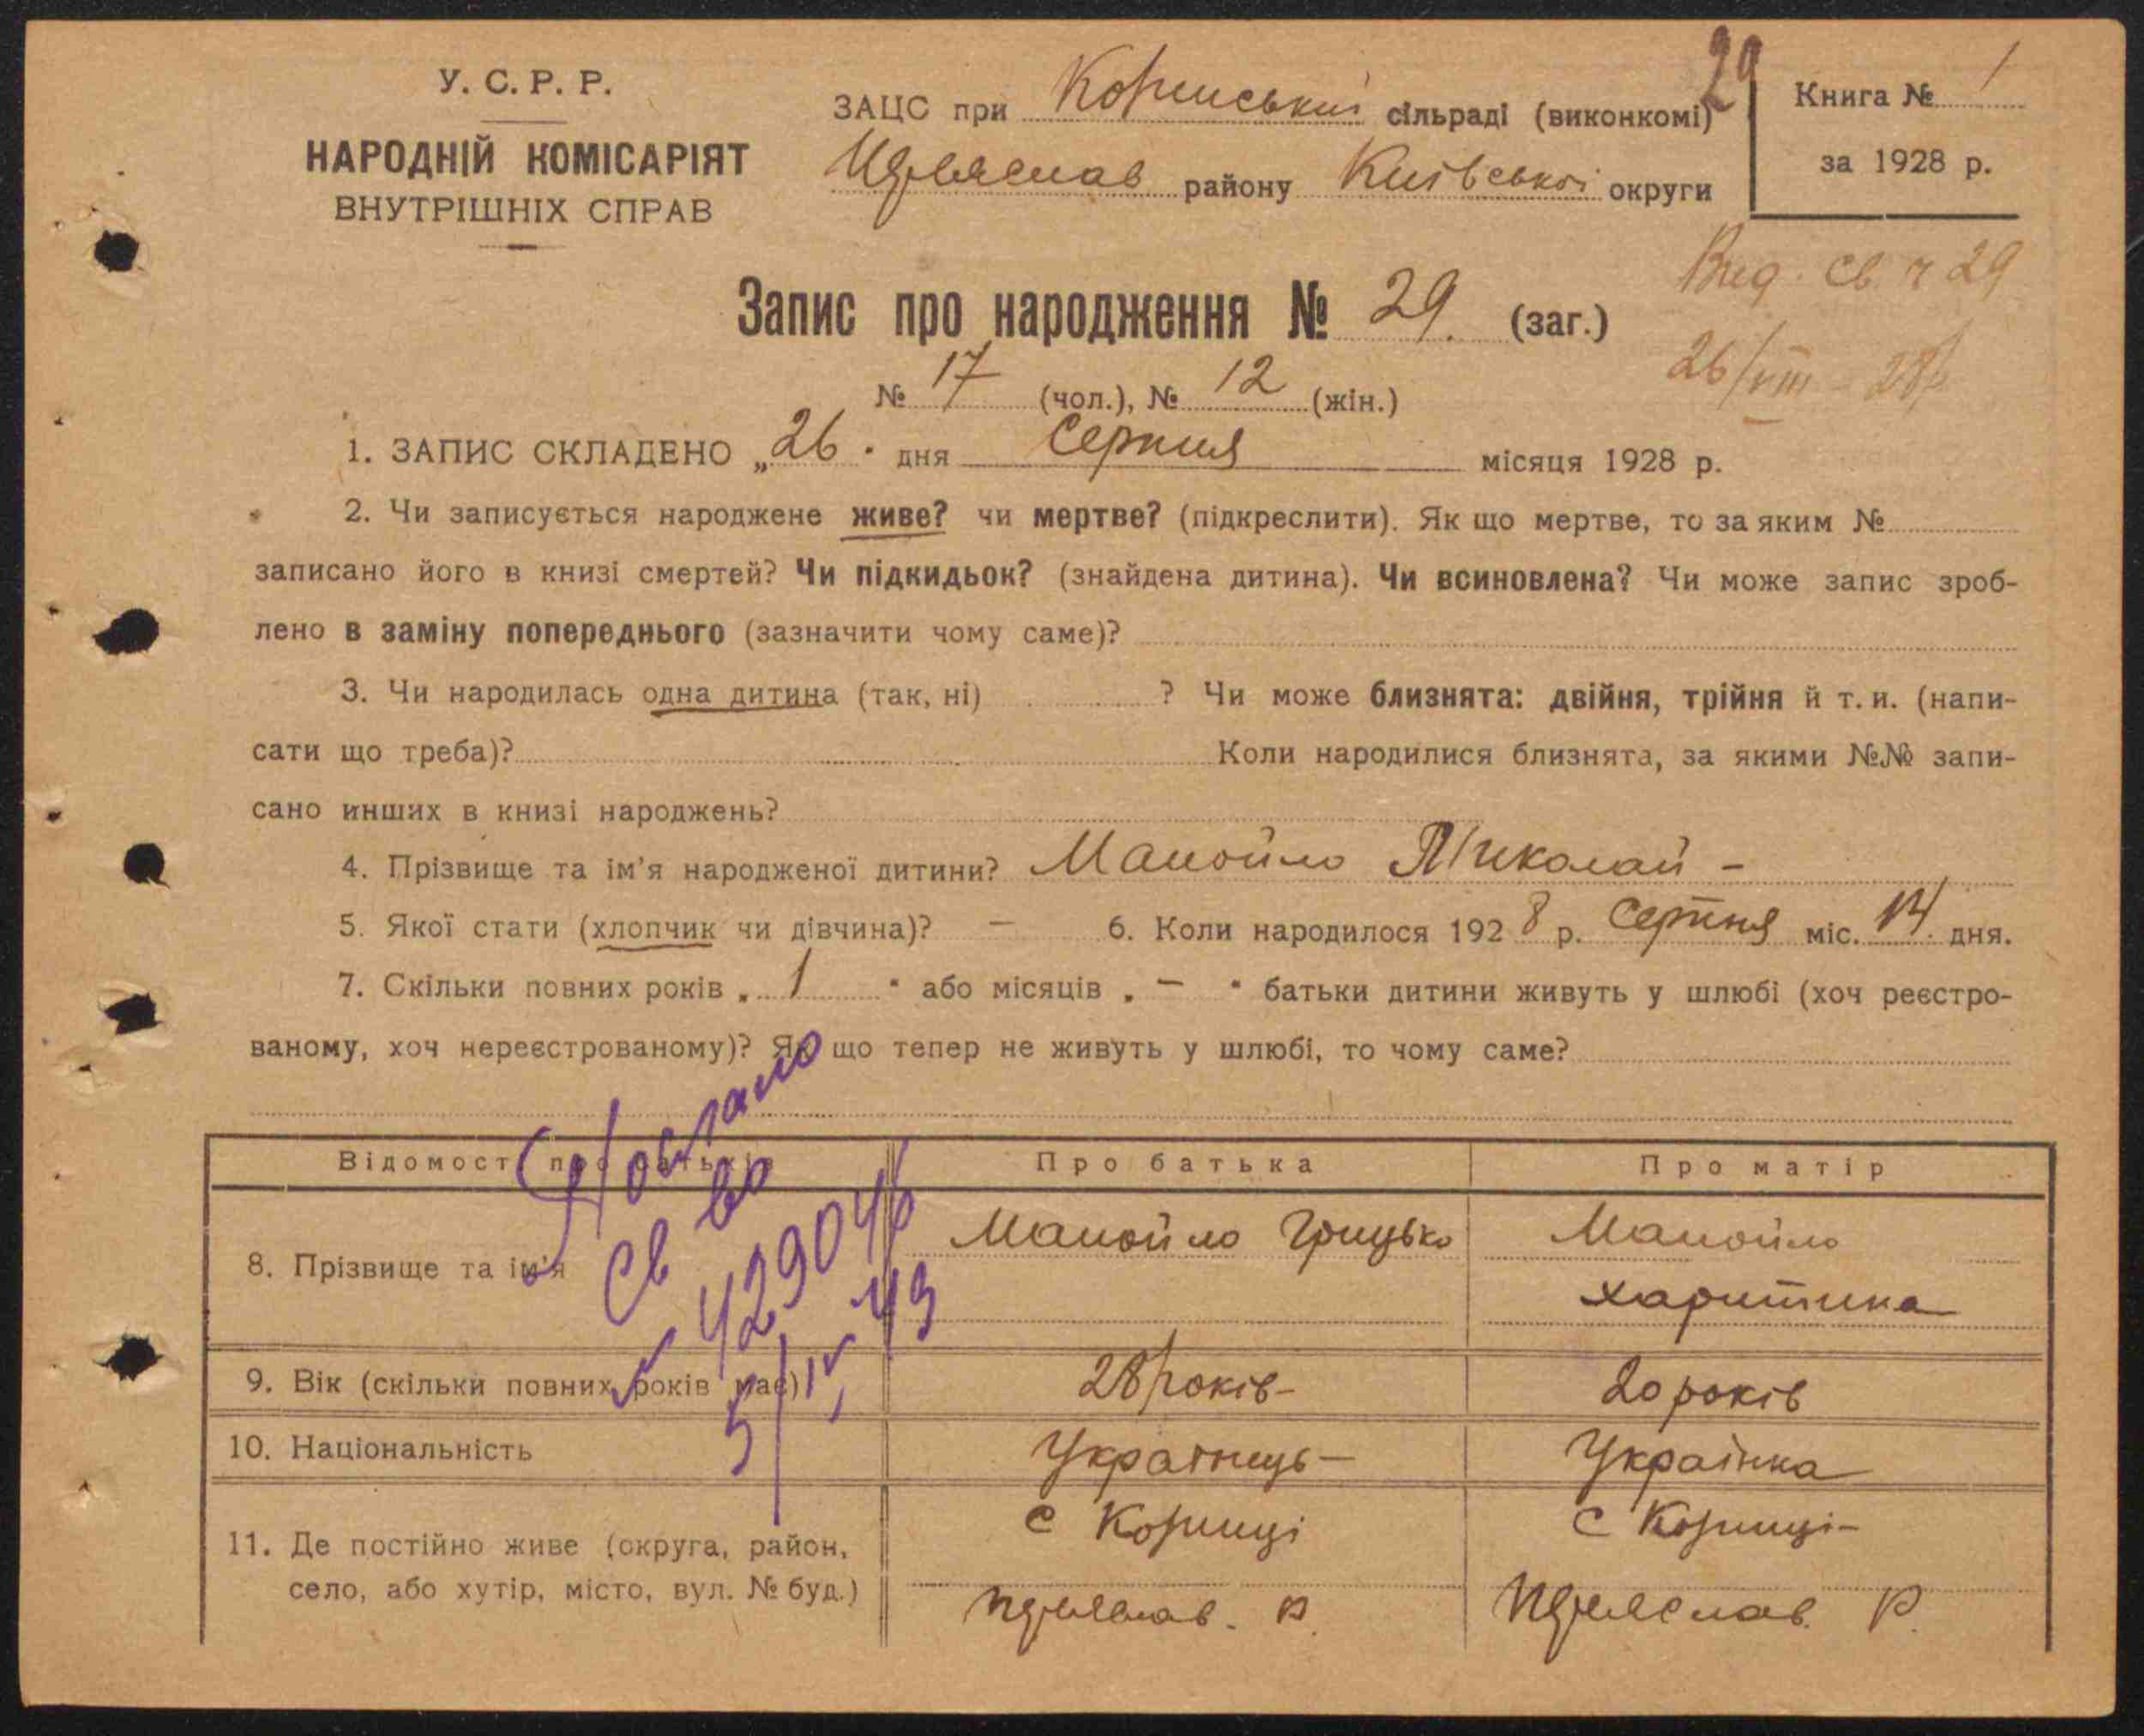 У. С. Р. Р.
НАРОДНІЙ КОМІСАРІЯТ
ВНУТРІШНІХ СПРАВ
29
ЗАЦС при сільраді (виконкомі)
району Київської округи
Книга № 1
за 1928 р.
Вид. св. ч 29
26/VIII - 28р
Запис про народження № 29. (заг.)
№ 17 (чол.), № 12 (жін.)
1. ЗАПИС СКЛАДЕНО „26" дня Серпня місяця 1928 р.
2. Чи записується народжене живе? чи мертве? (підкреслити). Як що мертве, то за яким №
записано його в книзі смертей? Чи підкидьок? (знайдена дитина). Чи всиновлена? Чи може запис зроб-
лено в заміну попереднього (зазначити чому саме)?
3. Чи народилась одна дитина (так, ні) ? Чи може близнята: двійня, трійня й т. и. (напи-
сати що треба)? Коли народилися близнята, за якими №№ запи-
сано инших в книзі народжень?
4. Прізвище та ім'я народженої дитини? Манойло Миколай -
5. Якої стати (хлопчик чи дівчина)? — 6. Коли народилося 1928 р. Серпня міс. 14. дня.
7. Скільки повних років „ 1 " або місяців „ — " батьки дитини живуть у шлюбі (хоч реєстро-
ваному, хоч нереєстрованому)? Як що тепер не живуть у шлюбі, то чому саме?
Послано
св во
№ 429046
5/IV 43
Відомості про батьків Про батька Про матір
8. Прізвище та ім'я Манойло Грицько Манойло
Харитина
9. Вік (скільки повних років має) 28 років- 20 років
10. Національність Українець— Українка
11. Де постійно живе (округа, район,
село, або хутір, місто, вул. № буд.)
с Кориці с Кориці-
р. р.